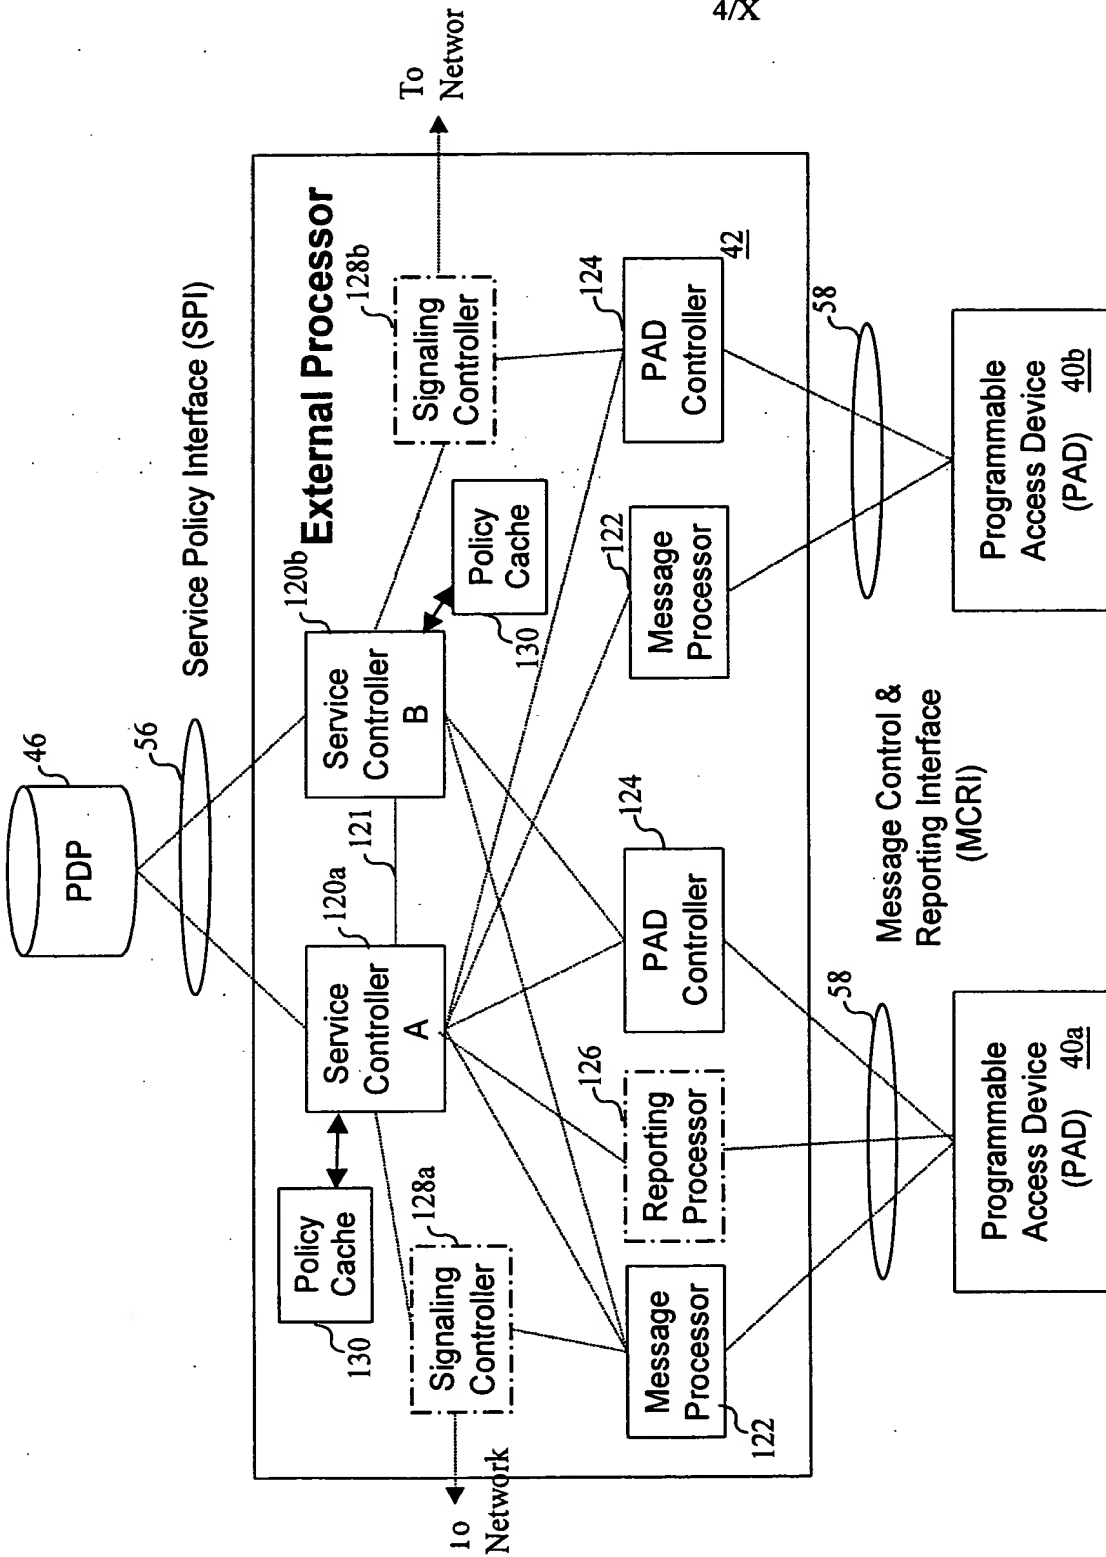 4/X
PDP
46
56
Service Policy Interface (SPI)
External Processor
Service
Controller
A
120a
121
Service
Controller
B
120b
Policy
Cache
130
Policy
Cache
130
Signaling
Controller
128a
Signaling
Controller
128b
To
Network
To
Networ
Message
Processor
122
Reporting
Processor
126
PAD
Controller
124
Message
Processor
122
PAD
Controller
124
42
58
Message Control &
Reporting Interface
(MCRI)
58
Programmable
Access Device
(PAD) 40a
Programmable
Access Device
(PAD) 40b